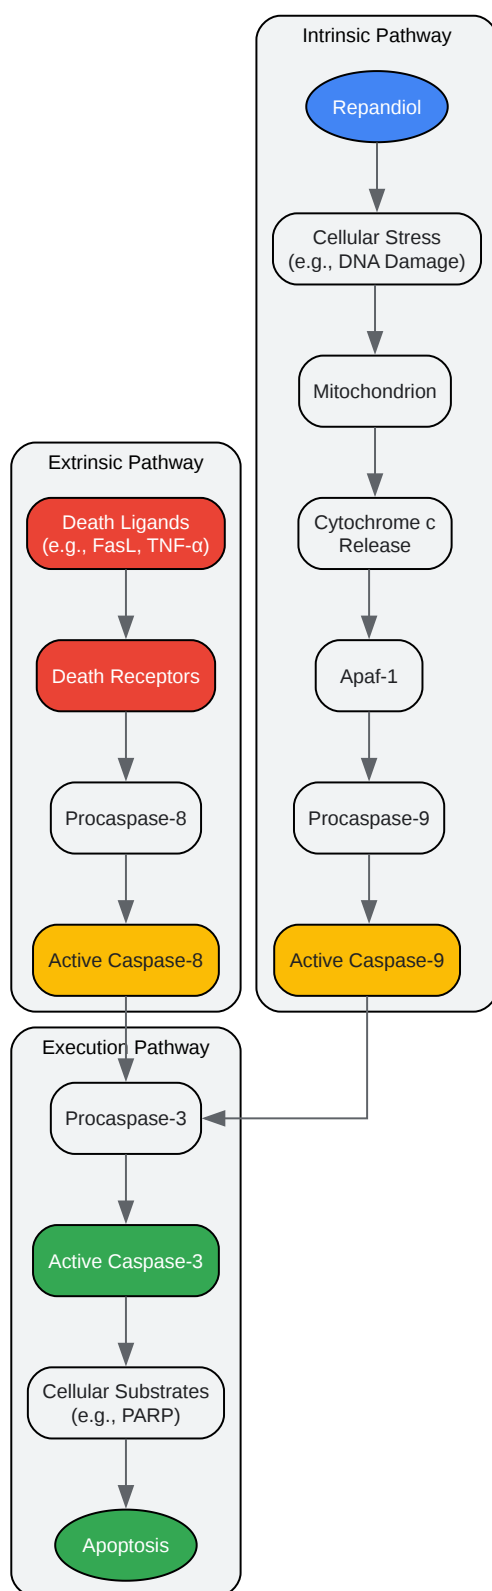 Intrinsic Pathway
Repandiol
Cellular Stress
(e.g., DNA Damage)
Mitochondrion
Cytochrome c
Release
Apaf-1
Procaspase-9
Active Caspase-9
Extrinsic Pathway
Death Ligands
(e.g., FasL, TNF-α)
Death Receptors
Procaspase-8
Active Caspase-8
Execution Pathway
Procaspase-3
Active Caspase-3
Cellular Substrates
(e.g., PARP)
Apoptosis